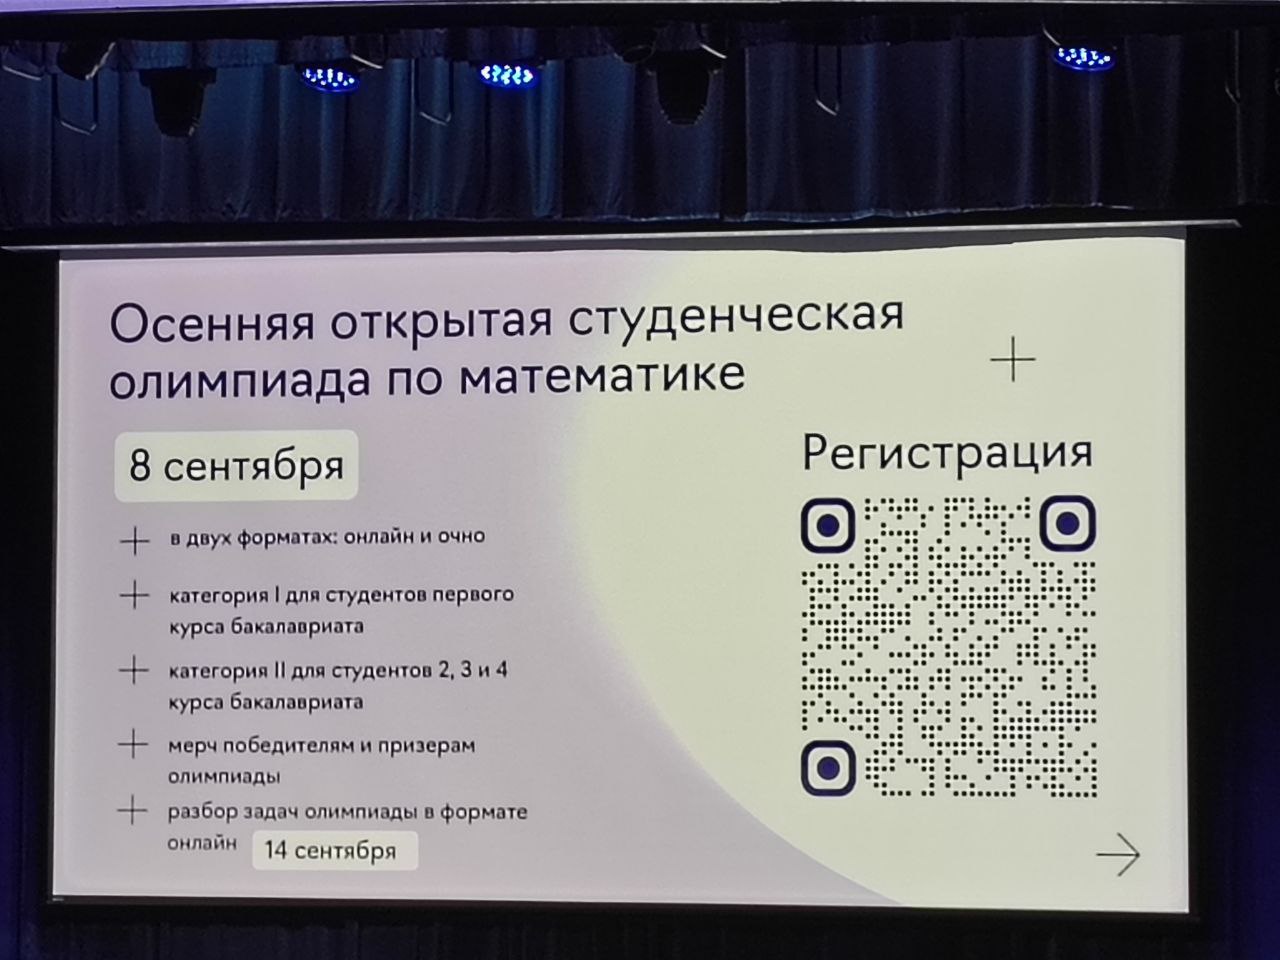 Осенняя открытая студенческая
олимпиада по математике
8 сентября
в двух форматах: онлайн и очно
категория I для студентов первого
курса бакалавриата
категория II для студентов 2, 3 и 4
курса бакалавриата
мерч победителям и призерам
олимпиады
разбор задач олимпиады в формате
онлайн 14 сентября
Регистрация